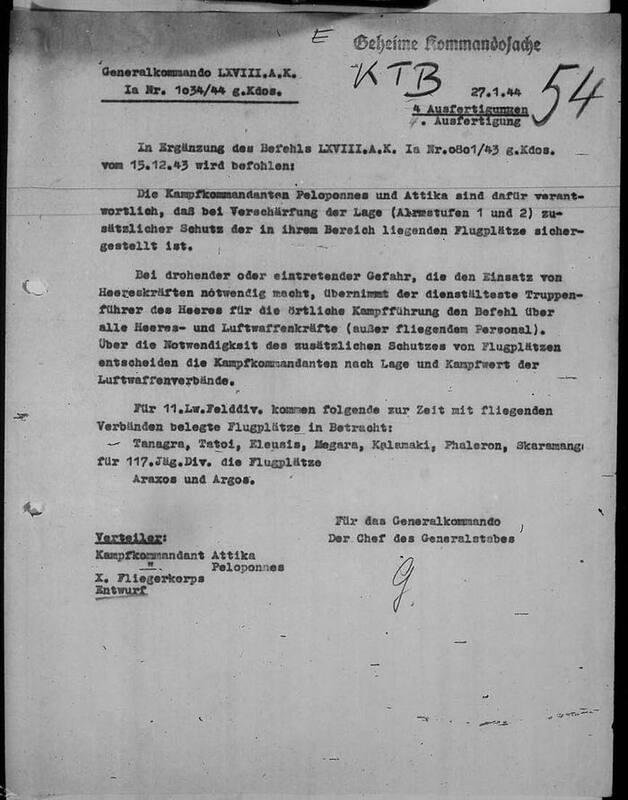 E
Geheime Kommandosache
Generalkommando LXVIII.A.K.
Ia Nr. 1034/44 g.Kdos.
KTB
27.1.44
54
4 Ausfertigungen
. Ausfertigung
In Ergänzung des Befehls LXVIII.A.K. Ia Nr.0801/43 g.Kdos.
vom 15.12.43 wird befohlen:
Die Kampfkommandanten Peloponnes und Attika sind dafür verant-
wortlich, daß bei Verschärfung der Lage (Alrmstufen 1 und 2) zu-
sätzlicher Schutz der in ihrem Bereich liegenden Flugplätze sicher-
gestellt ist.
Bei drohender oder eintretender Gefahr, die den Einsatz von
Heereskräften notwendig macht, übernimmt der dienstälteste Truppen-
führer des Heeres für die örtliche Kampfführung den Befehl über
alle Heeres- und Luftwaffenkräfte (außer fliegendem Personal).
Über die Notwendigkeit des zusätzlichen Schutzes von Flugplätzen
entscheiden die Kampfkommandanten nach Lage und Kampfwert der
Luftwaffenverbände.
Für 11.Lw.Felddiv. kommen folgende zur Zeit mit fliegenden
Verbänden belegte Flugplätze in Betracht:
Tanagra, Tatoi, Eleusis, Megara, Kalamaki, Phaleron, Skaramang
für 117.Jäg.Div. die Flugplätze
Araxos und Argos.
Für das Generalkommando
Der Chef des Generalstabes
Verteiler:
Kampfkommandant Attika
" Peloponnes
X. Fliegerkorps
Entwurf
G.